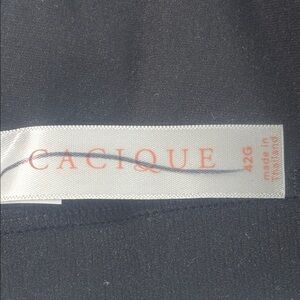 CACIQUE
42G
made in
Thailand